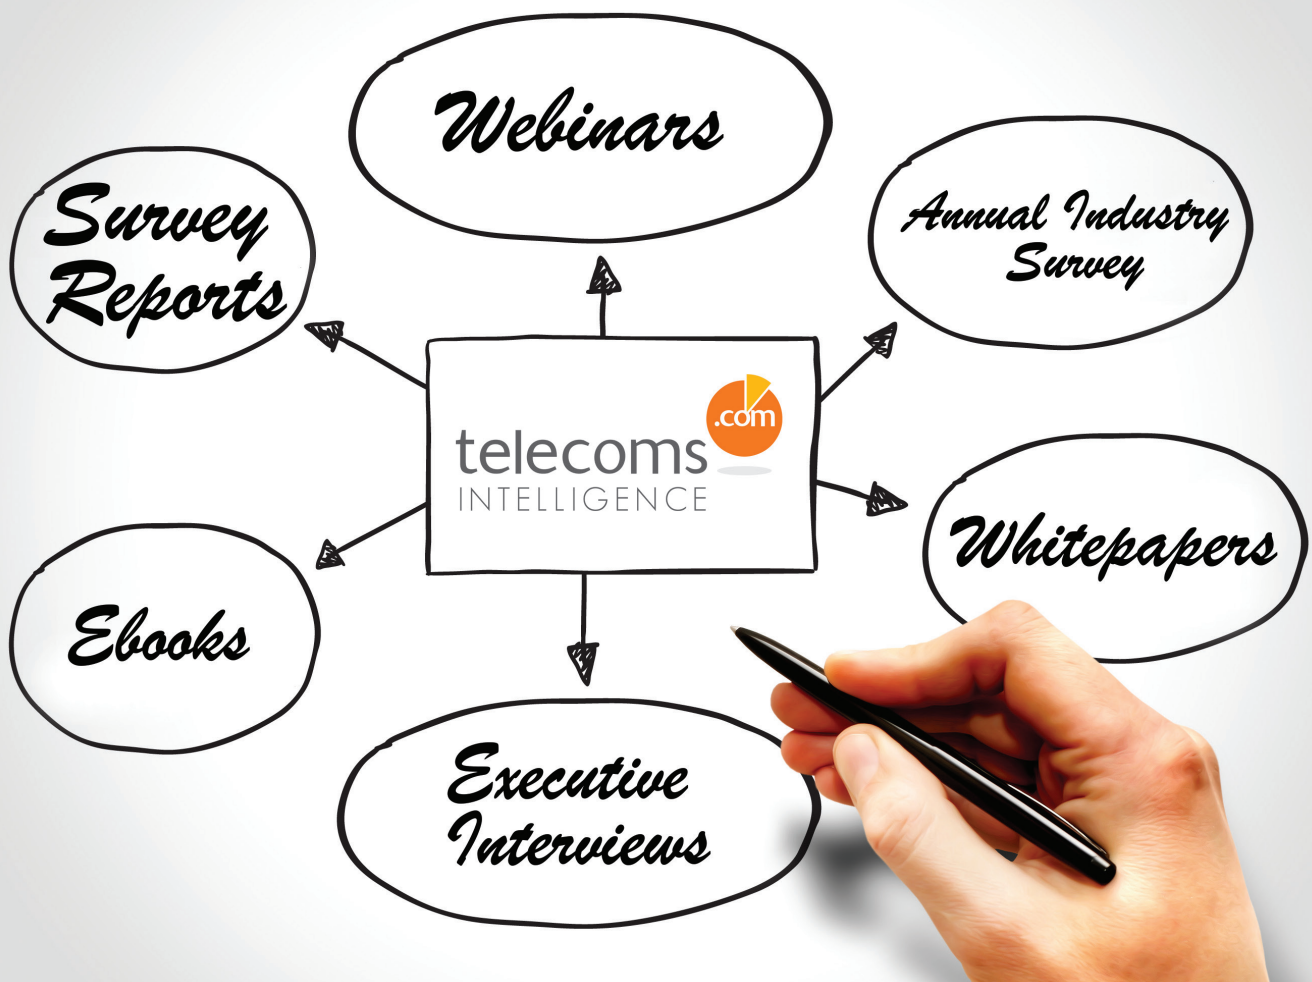 Webinars
Survey
Reports
Annual Industry
Survey
.com
telecoms
INTELLIGENCE
Whitepapers
Ebooks
Executive
Interviews